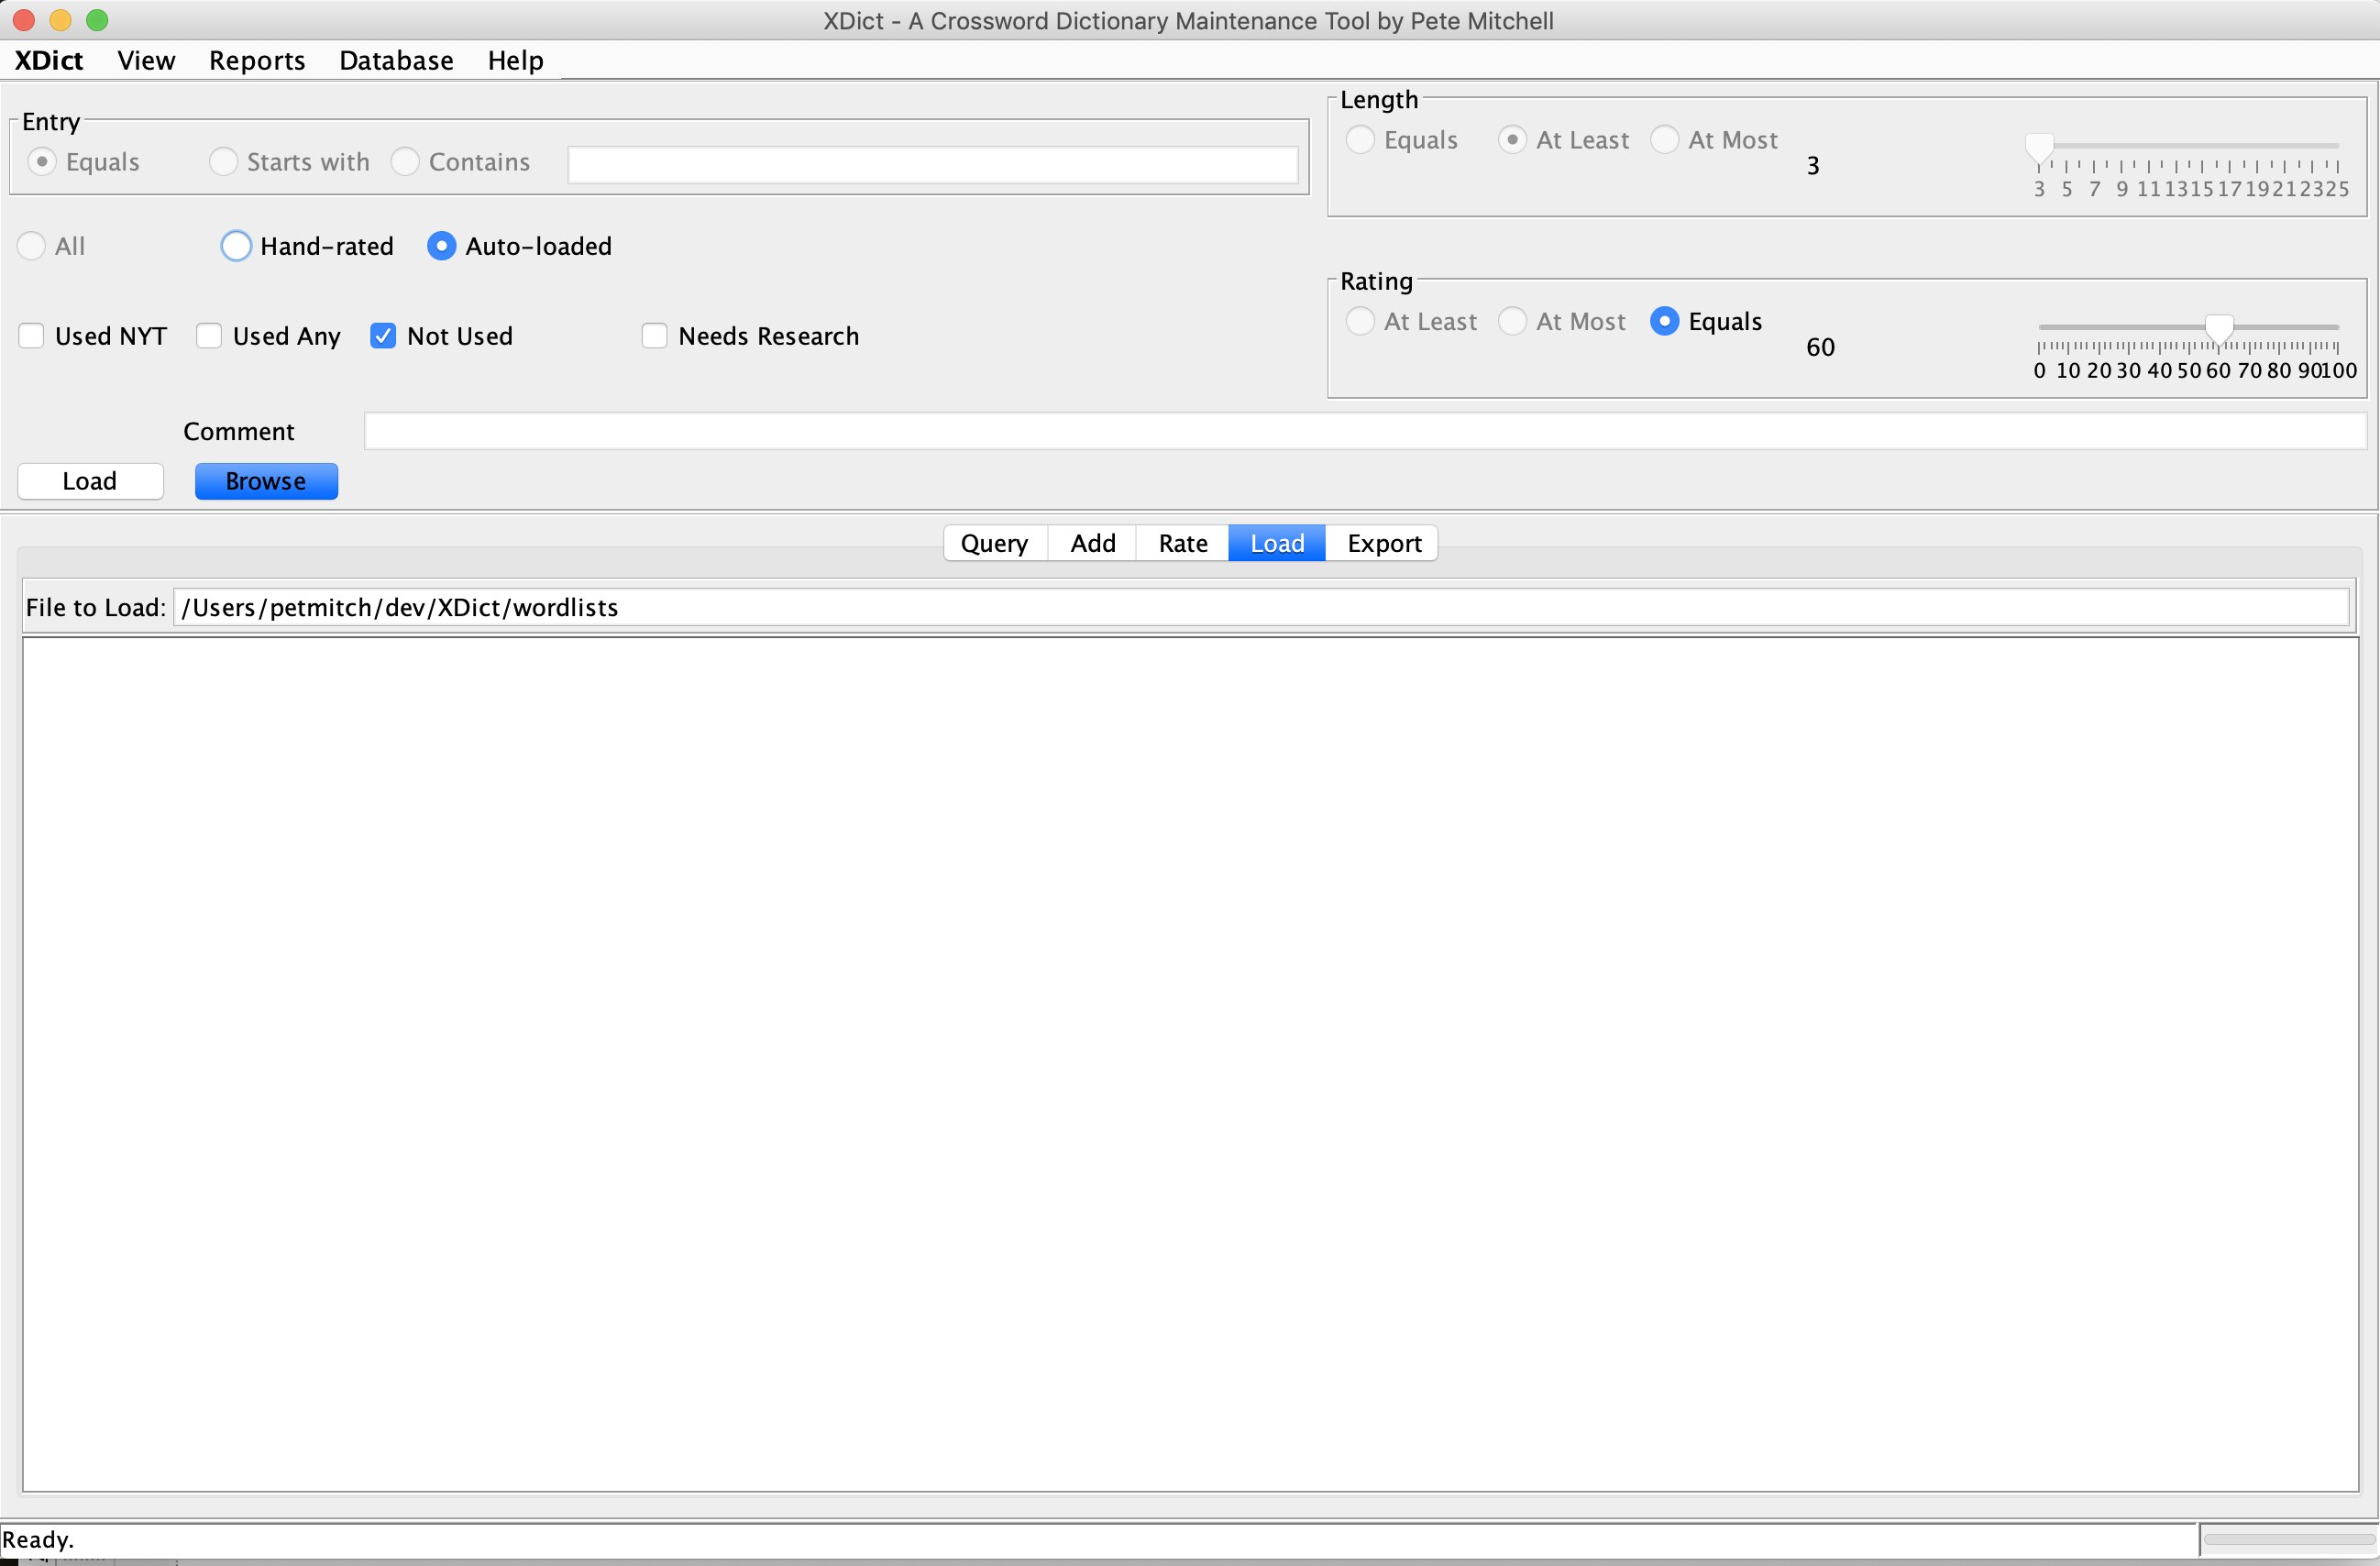 XDict - A Crossword Dictionary Maintenance Tool by Pete Mitchell
XDict View Reports Database Help
Entry
Equals Starts with Contains
Length
Equals At Least At Most
3
3 5 7 9 11 13 15 17 19 21 23 25
All Hand-rated Auto-loaded
Rating
At Least At Most Equals
60
0 10 20 30 40 50 60 70 80 90 100
Used NYT Used Any Not Used Needs Research
Comment
Load Browse
Query Add Rate Load Export
File to Load: /Users/petmitch/dev/XDict/wordlists
Ready.